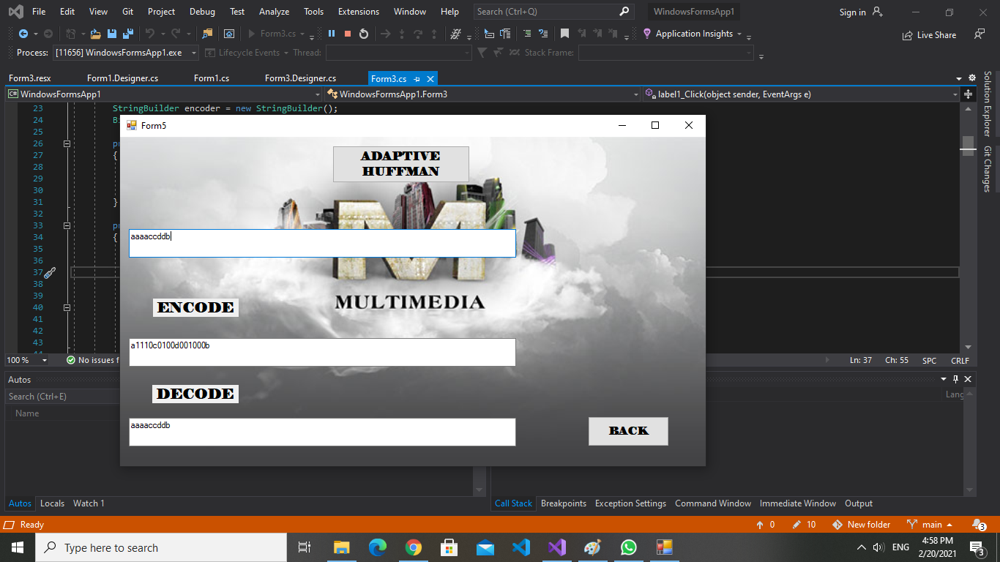 File Edit View Git Project Debug Test Analyze Tools Extensions Window Help Search (Ctrl+Q) WindowsFormsApp1 Sign in
Form3.cs Application Insights Live Share
Process: [11656] WindowsFormsApp1.exe Lifecycle Events Thread: Stack Frame:
Form3.resx Form1.Designer.cs Form1.cs Form3.Designer.cs Form3.cs
WindowsFormsApp1 WindowsFormsApp1.Form3 label1_Click(object sender, EventArgs e)
Solution Explorer
Git Changes
23 StringBuilder encoder = new StringBuilder();
24
25
26
27 {
28
29
30
31 }
32
33
34 {
35
36
37
38
39
40
41
42
43
44
Form5
ADAPTIVE
HUFFMAN
aaaaccddb
M
ENCODE
MULTIMEDIA
a1110c0100d001000b
DECODE
aaaaccddb
BACK
100 % No issues f Ln: 37 Ch: 55 SPC CRLF
Autos
Search (Ctrl+E) Lang
Name
Autos Locals Watch 1 Call Stack Breakpoints Exception Settings Command Window Immediate Window Output
Ready 0 10 New folder main 3
Type here to search ENG 4:58 PM
2/20/2021 3